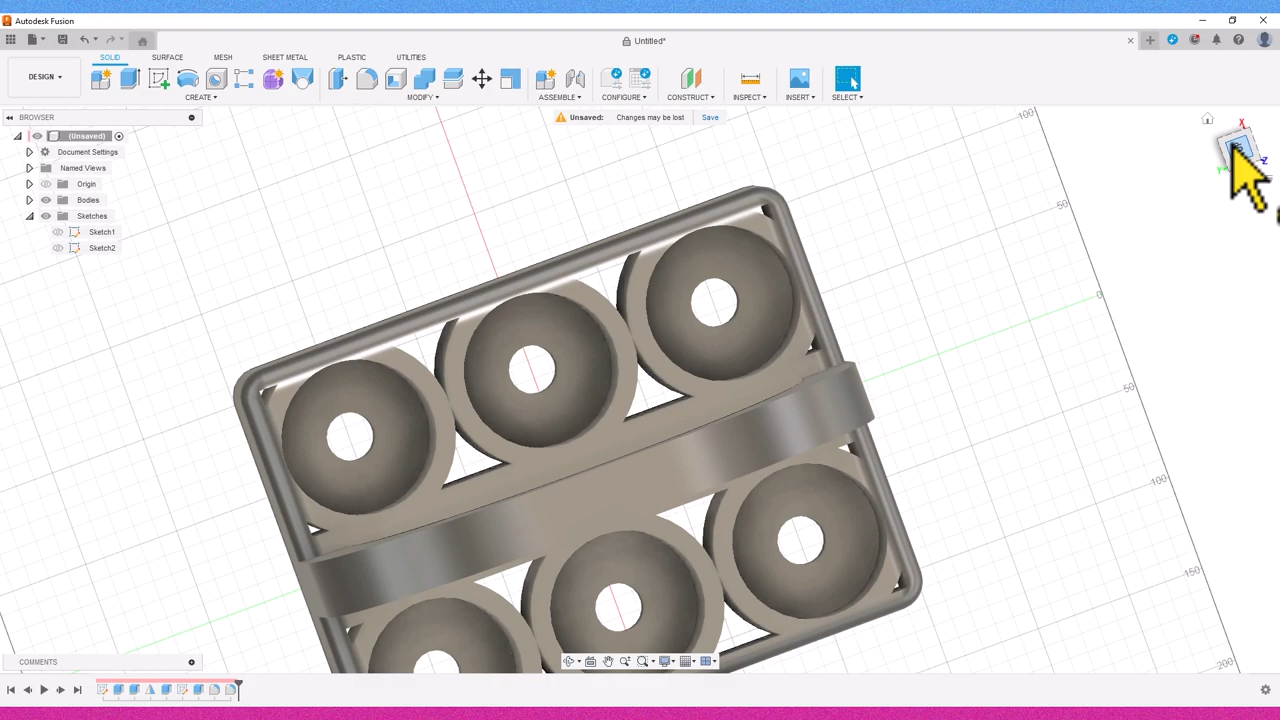 Autodesk Fusion
Untitled*
DESIGN
SOLID
SURFACE
MESH
SHEET METAL
PLASTIC
UTILITIES
CREATE
MODIFY
ASSEMBLE
CONFIGURE
CONSTRUCT
INSPECT
INSERT
SELECT
BROWSER
Unsaved: Changes may be lost Save
(Unsaved)
Document Settings
Named Views
Origin
Bodies
Sketches
Sketch1
Sketch2
X
Z
Y
100
50
0
50
100
150
200
COMMENTS